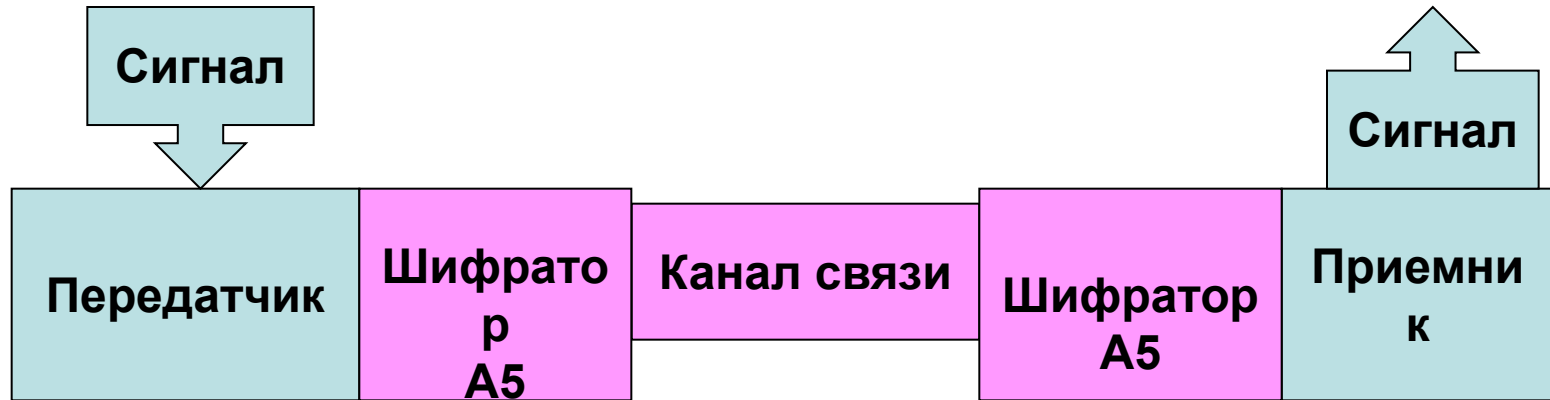 Сигнал
Сигнал
Передатчик
Шифрато
р
А5
Канал связи
Шифратор
А5
Приемни
к